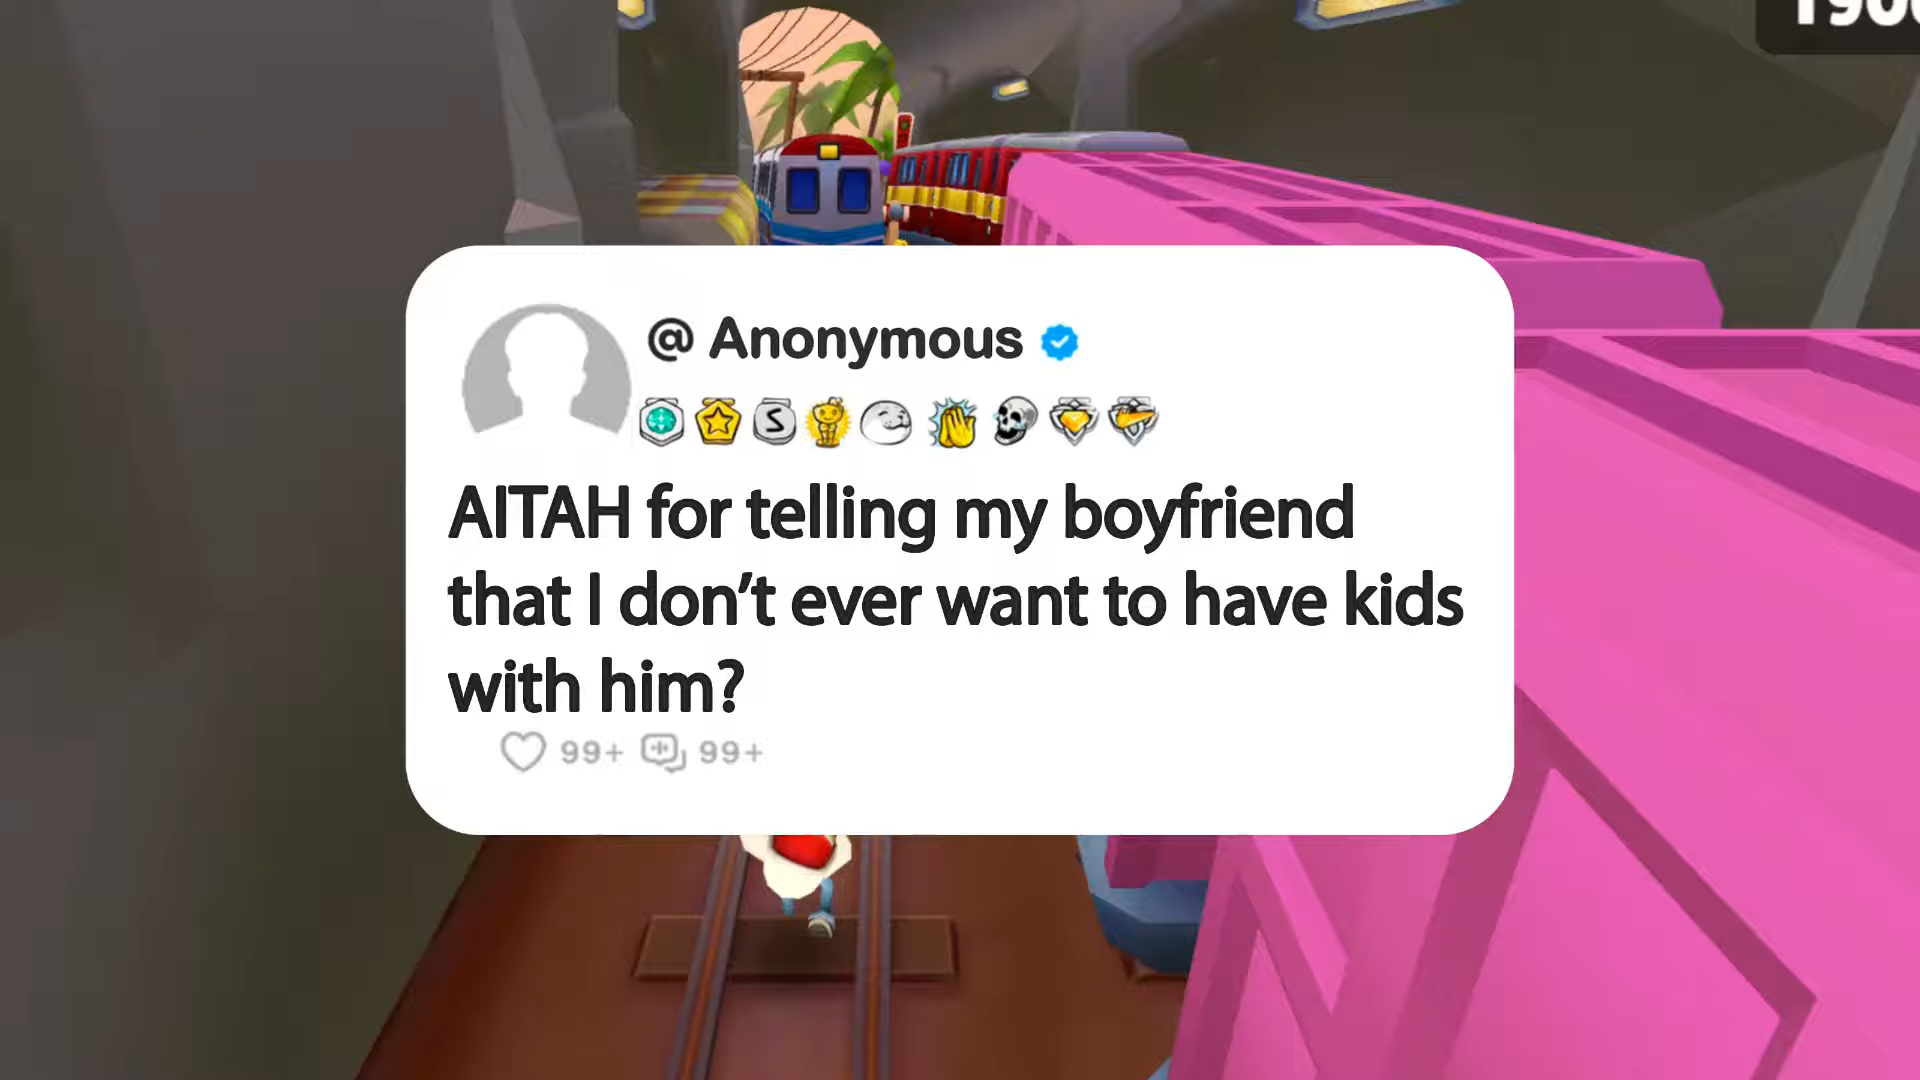 @ Anonymous
AITAH for telling my boyfriend
that I don’t ever want to have kids
with him?
99+ 99+